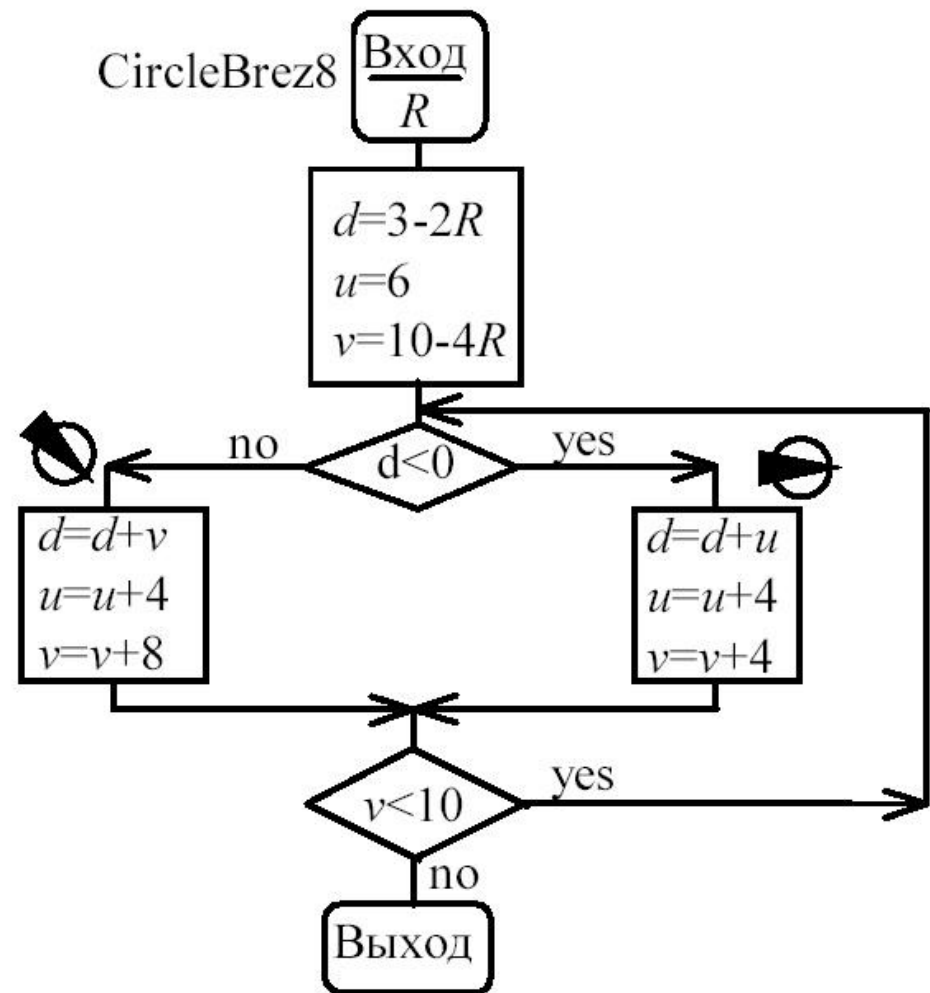 CircleBrez8
Вход
R
d=3-2R
u=6
v=10-4R
no
d<0
yes
d=d+v
u=u+4
v=v+8
d=d+u
u=u+4
v=v+4
v<10
yes
no
Выход